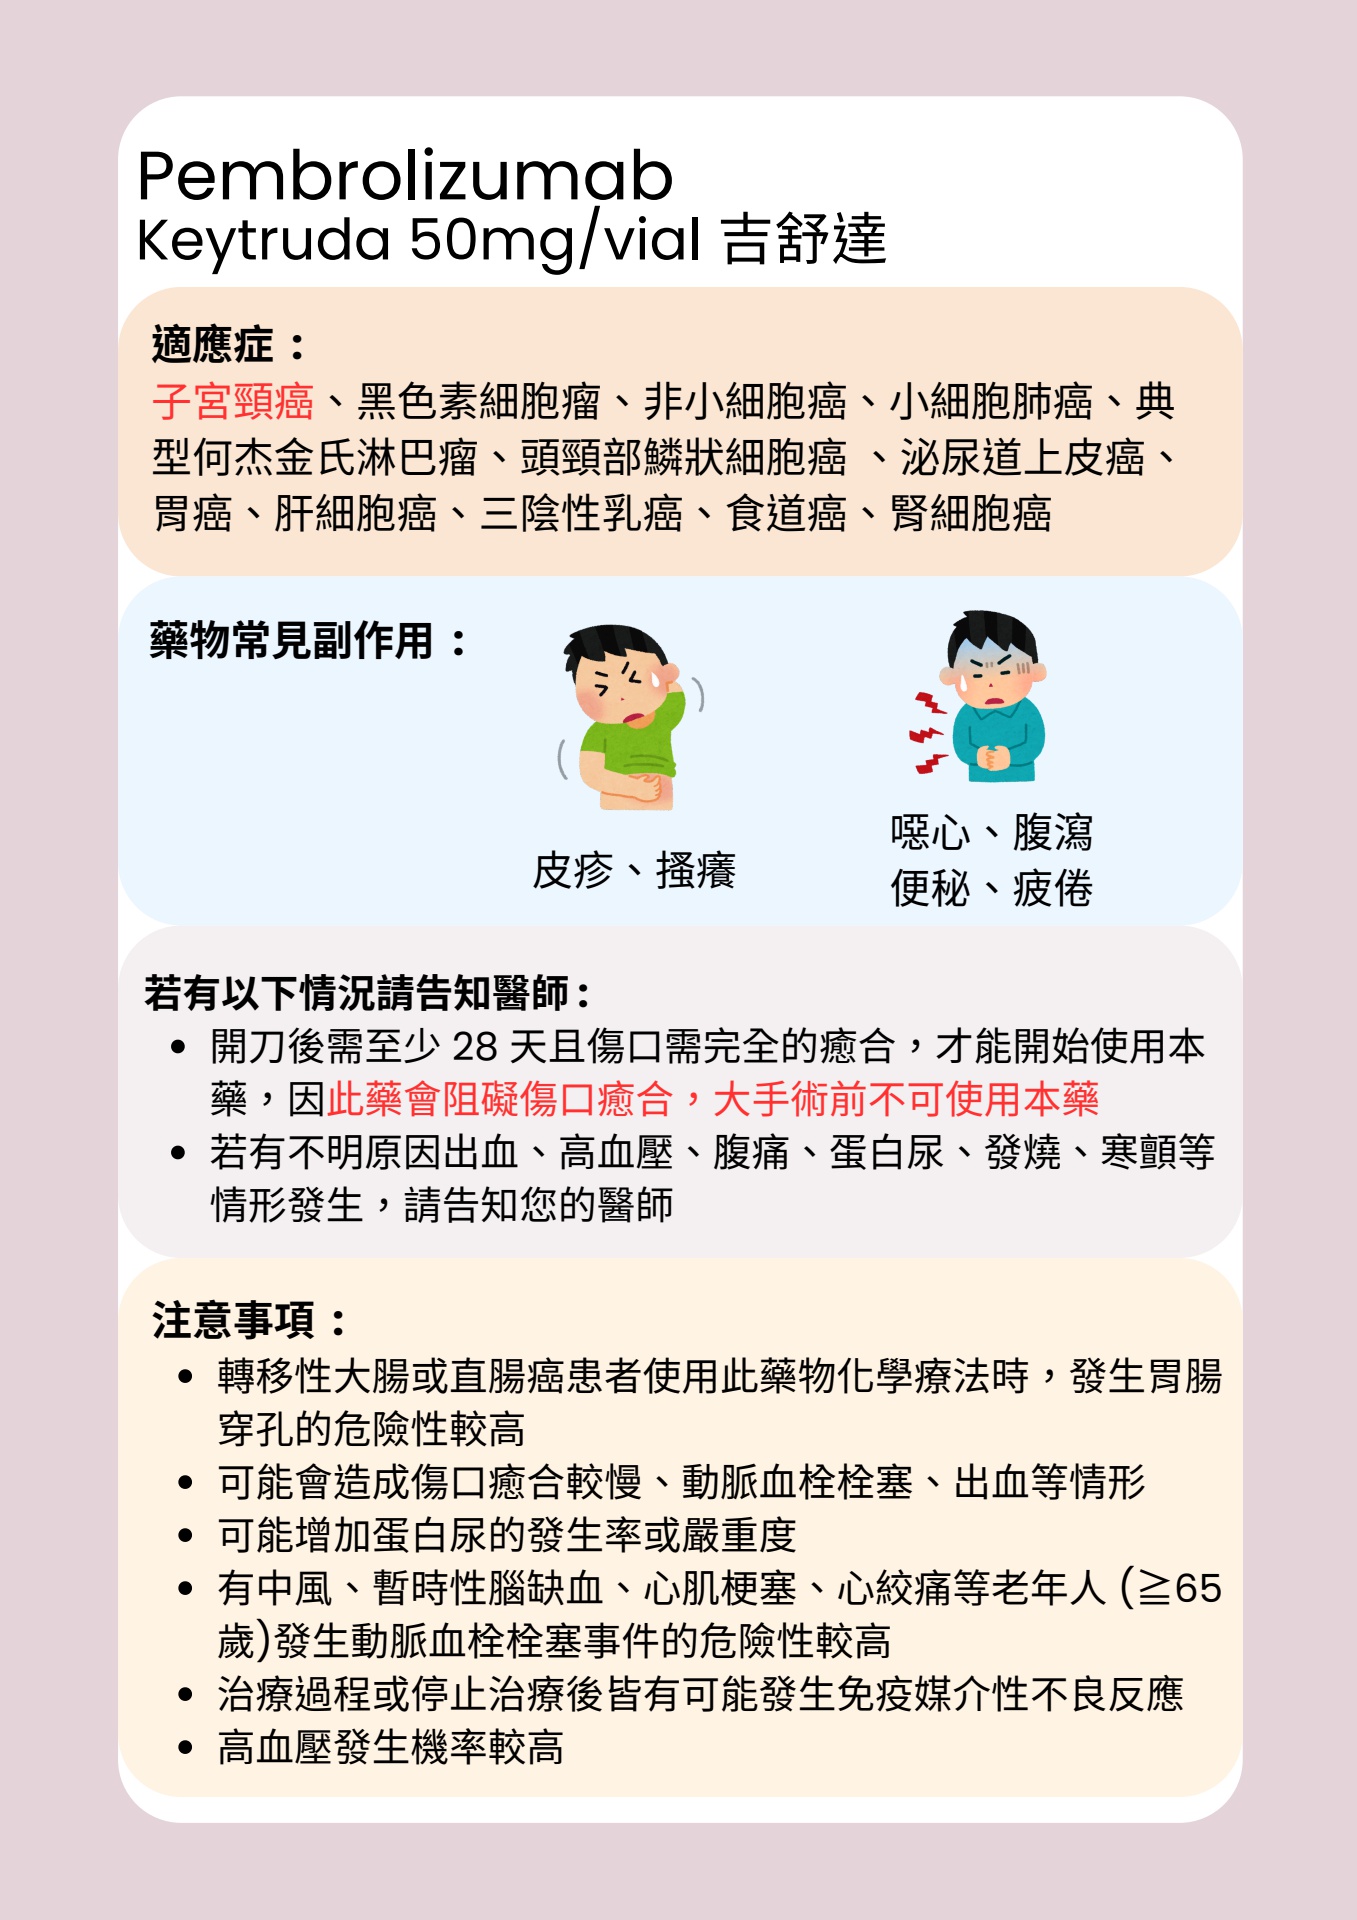 Pembrolizumab
Keytruda 50mg/vial 吉舒達
適應症：
子宮頸癌、黑色素細胞瘤、非小細胞癌、小細胞肺癌、典
型何杰金氏淋巴瘤、頭頸部鱗狀細胞癌 、泌尿道上皮癌、
胃癌、肝細胞癌、三陰性乳癌、食道癌、腎細胞癌
藥物常見副作用：
皮疹、搔癢
噁心、腹瀉
便秘、疲倦
若有以下情況請告知醫師：
• 開刀後需至少 28 天且傷口需完全的癒合，才能開始使用本
藥，因此藥會阻礙傷口癒合，大手術前不可使用本藥
• 若有不明原因出血、高血壓、腹痛、蛋白尿、發燒、寒顫等
情形發生，請告知您的醫師
注意事項：
• 轉移性大腸或直腸癌患者使用此藥物化學療法時，發生胃腸
穿孔的危險性較高
• 可能會造成傷口癒合較慢、動脈血栓栓塞、出血等情形
• 可能增加蛋白尿的發生率或嚴重度
• 有中風、暫時性腦缺血、心肌梗塞、心絞痛等老年人 (≧65
歲)發生動脈血栓栓塞事件的危險性較高
• 治療過程或停止治療後皆有可能發生免疫媒介性不良反應
• 高血壓發生機率較高